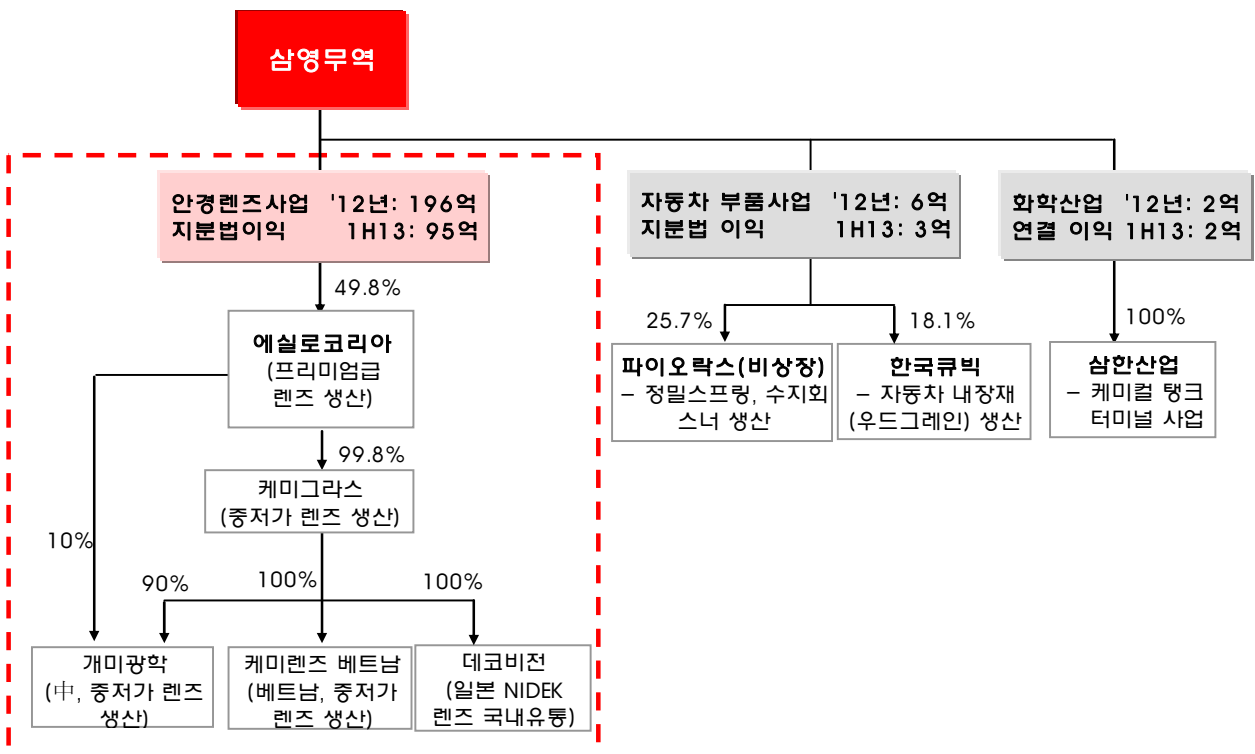 삼영무역
안경렌즈사업 '12년: 196억
지분법이익 1H13: 95억
자동차 부품사업 '12년: 6억
지분법 이익 1H13: 3억
화학산업 '12년: 2억
연결 이익 1H13: 2억
49.8%
25.7%
18.1%
100%
에실로코리아
(프리미엄급
렌즈 생산)
파이오락스(비상장)
– 정밀스프링, 수지회
스너 생산
한국큐빅
– 자동차 내장재
(우드그레인) 생산
삼한산업
– 케미컬 탱크
터미널 사업
99.8%
케미그라스
(중저가 렌즈 생산)
10%
90%
100%
100%
개미광학
(中, 중저가 렌즈
생산)
케미렌즈 베트남
(베트남, 중저가
렌즈 생산)
데코비전
(일본 NIDEK
렌즈 국내유통)